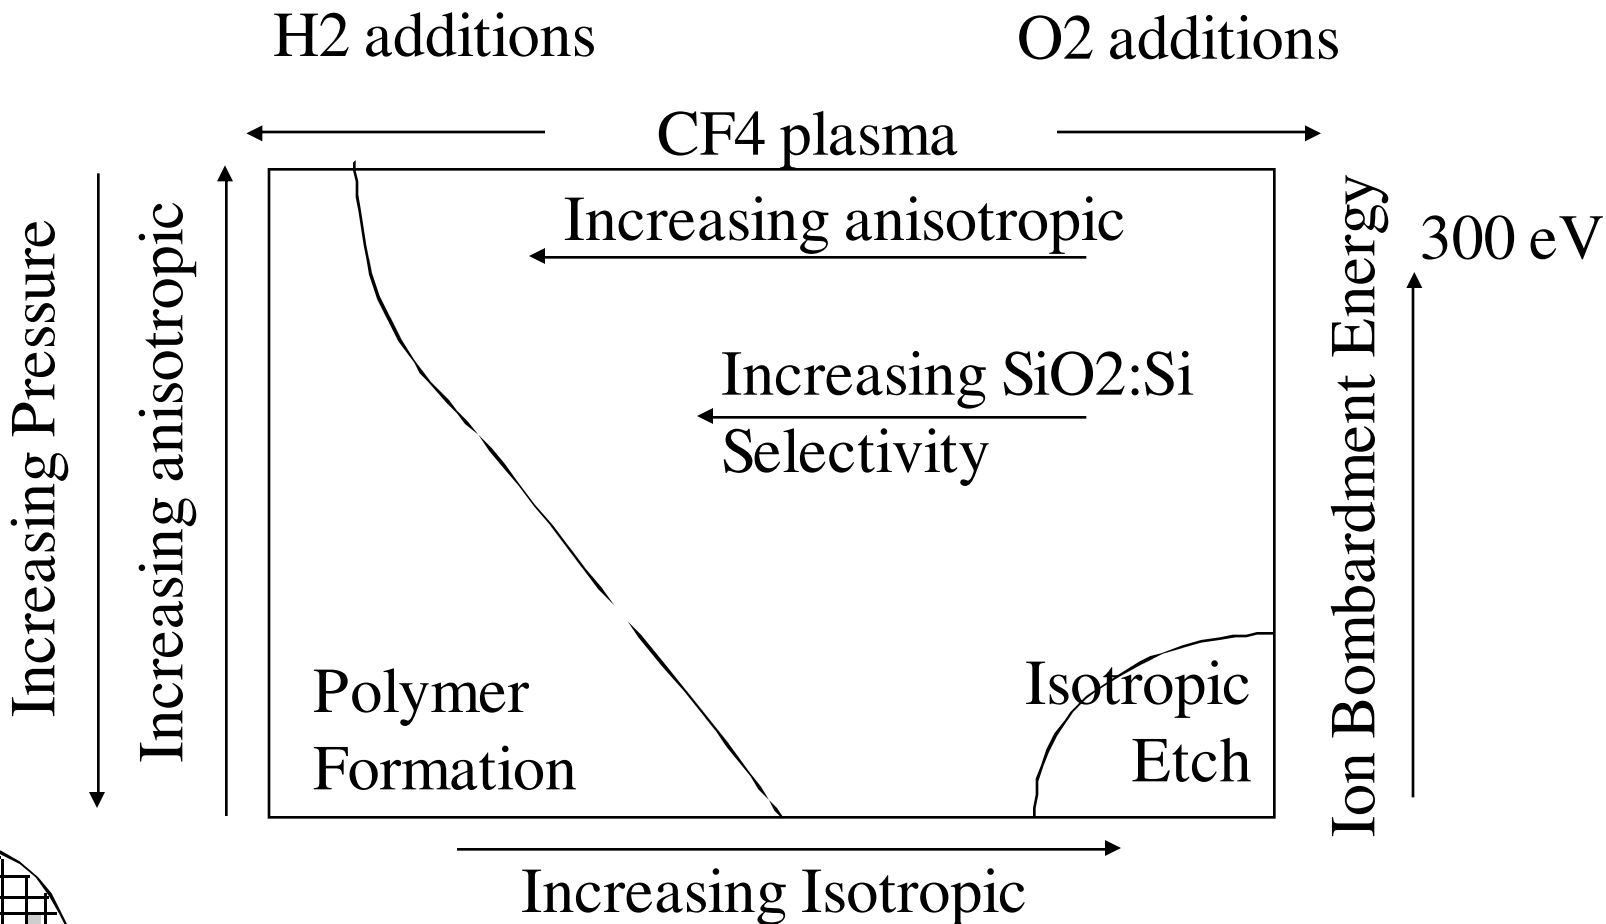 H2 additions
O2 additions
CF4 plasma
Increasing Pressure
Increasing anisotropic
Increasing anisotropic
Increasing SiO2:Si
Selectivity
Polymer
Formation
Isotropic
Etch
Ion Bombardment Energy
300 eV
Increasing Isotropic